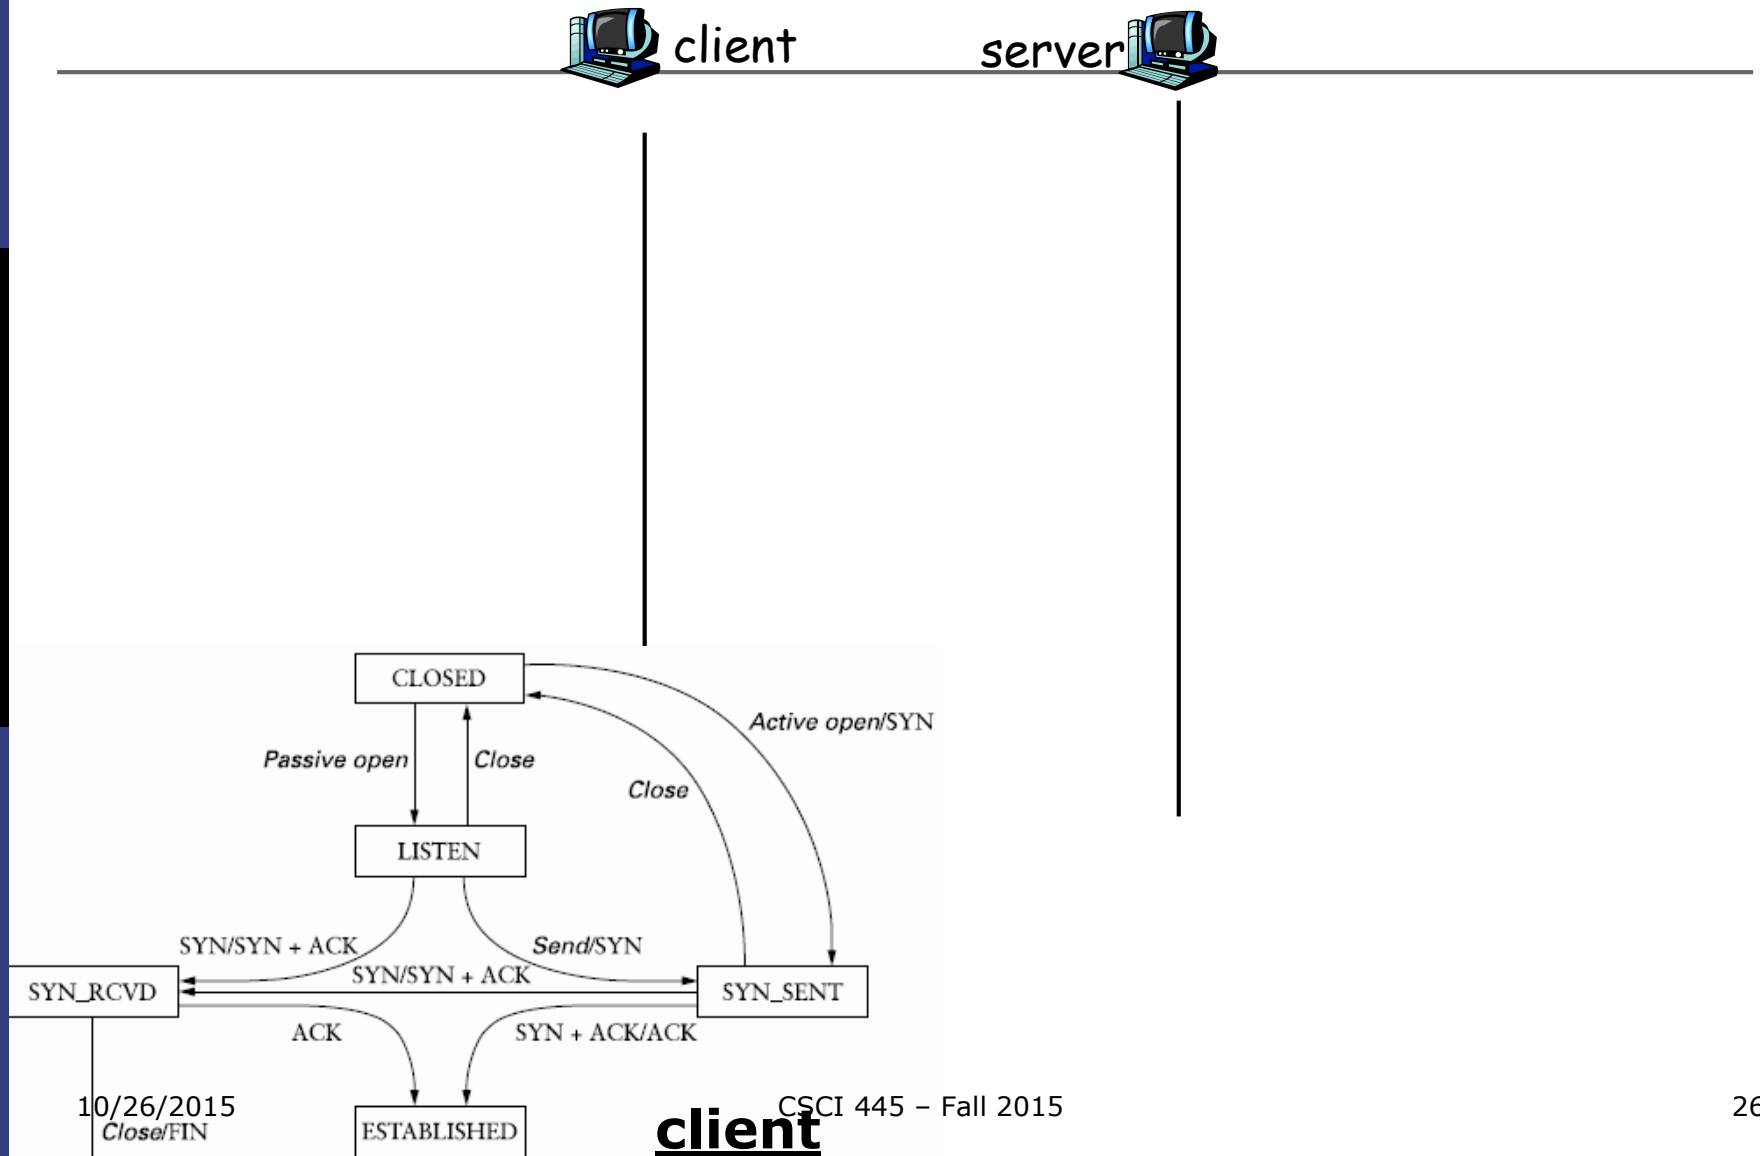 client
server
CLOSED
Active open/SYN
Passive open
Close
Close
LISTEN
SYN/SYN + ACK
Send/SYN
SYN/SYN + ACK
SYN_RCVD
SYN_SENT
ACK
SYN + ACK/ACK
10/26/2015
CSCI 445 – Fall 2015
26
Close/FIN
ESTABLISHED
client